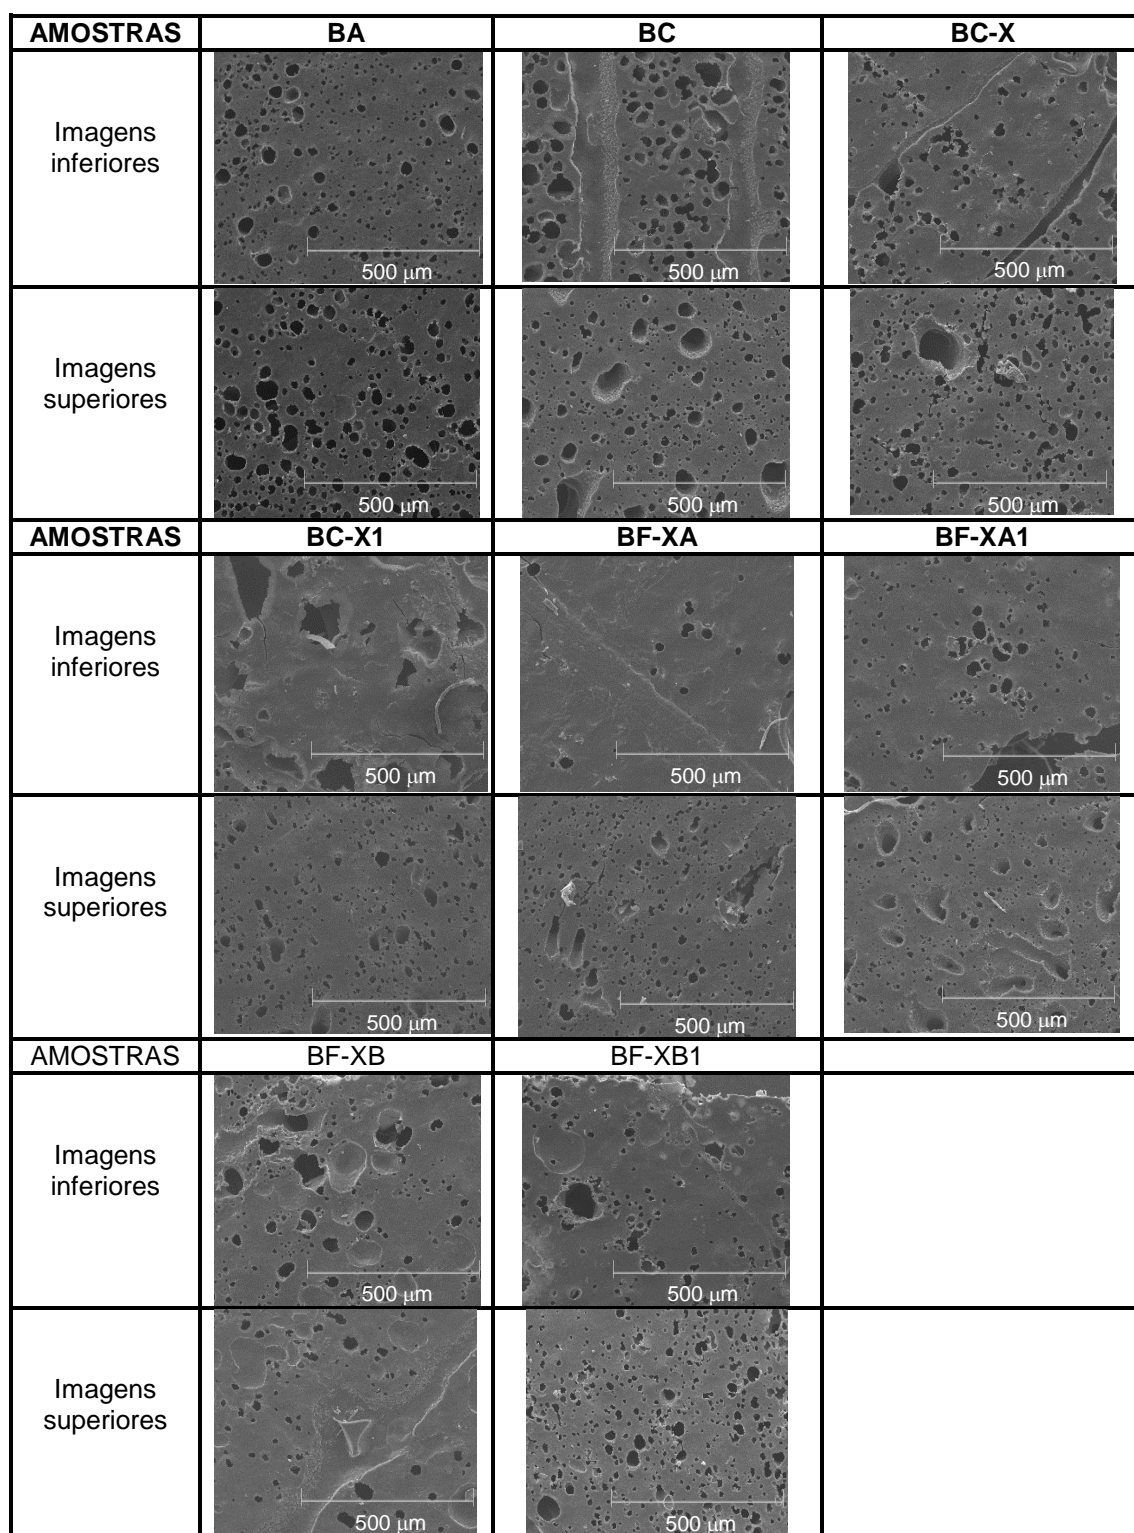 AMOSTRAS BA BC BC-X
Imagens
inferiores
500 μm 500 μm 500 μm
Imagens
superiores
500 μm 500 μm 500 μm
AMOSTRAS BC-X1 BF-XA BF-XA1
Imagens
inferiores
500 μm 500 μm 500 μm
Imagens
superiores
500 μm 500 μm 500 μm
AMOSTRAS BF-XB BF-XB1
Imagens
inferiores
500 μm 500 μm
Imagens
superiores
500 μm 500 μm